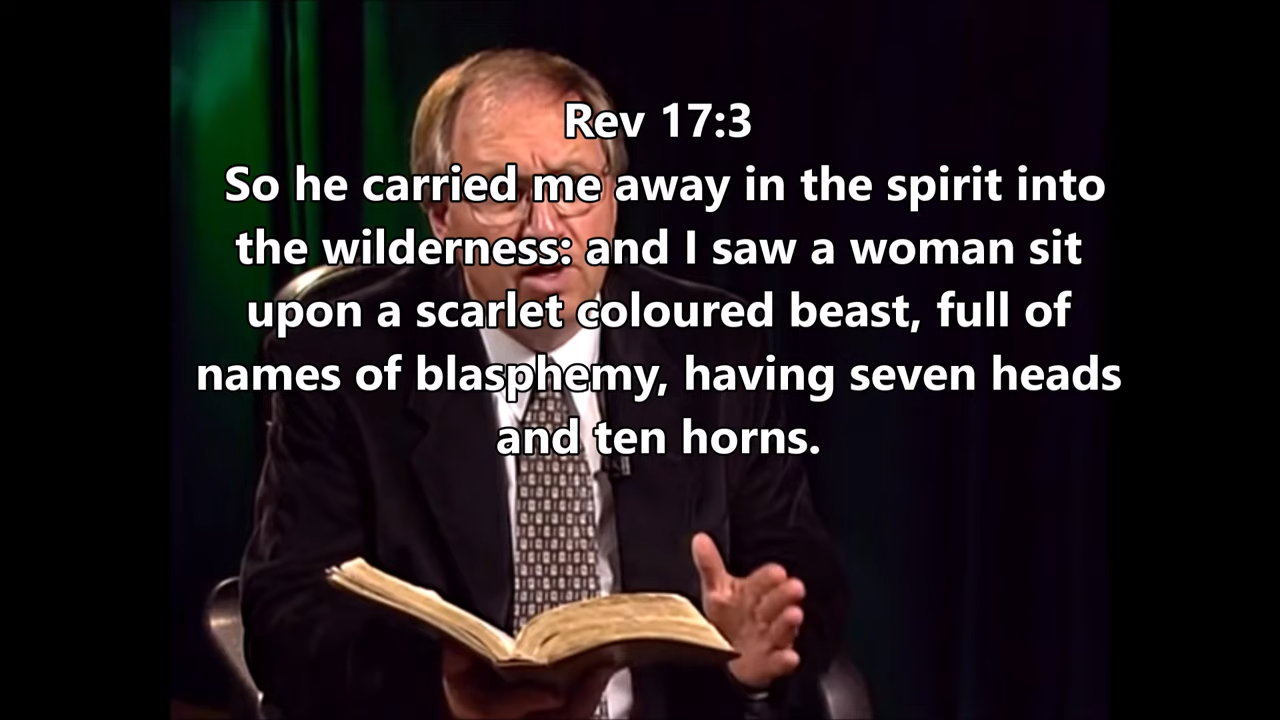 Rev 17:3
So he carried me away in the spirit into
the wilderness: and I saw a woman sit
upon a scarlet coloured beast, full of
names of blasphemy, having seven heads
and ten horns.